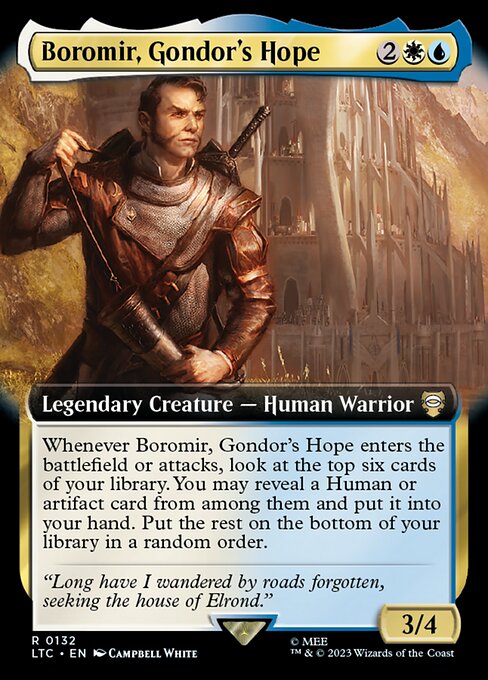 Boromir, Gondor's Hope 2
Legendary Creature — Human Warrior
Whenever Boromir, Gondor's Hope enters the
battlefield or attacks, look at the top six cards
of your library. You may reveal a Human or
artifact card from among them and put it into
your hand. Put the rest on the bottom of your
library in a random order.
“Long have I wandered by roads forgotten,
seeking the house of Elrond.”
3/4
R 0132
LTC • EN Campbell White
© MEE
™ & © 2023 Wizards of the Coast